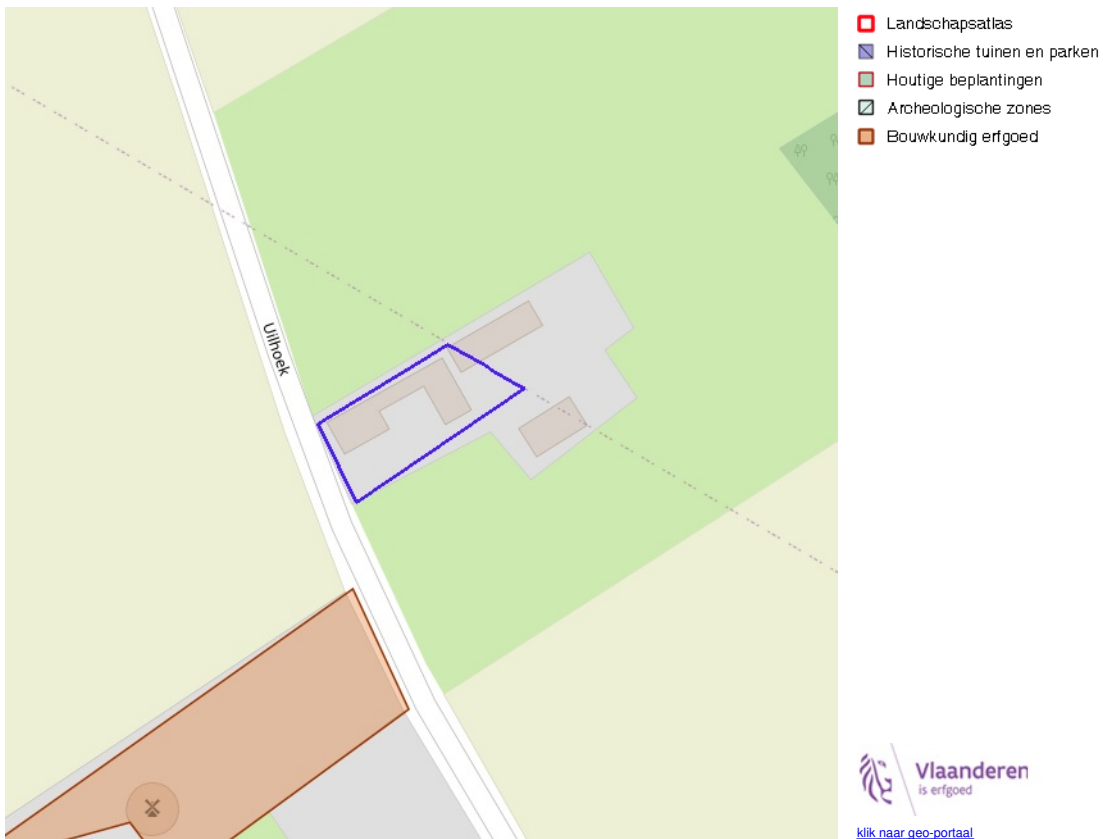 Landschapsatlas
Historische tuinen en parken
Houtige beplantingen
Archeologische zones
Bouwkundig erfgoed
Uilhoek
Vlaanderen
is erfgoed
klik naar geo-portaal